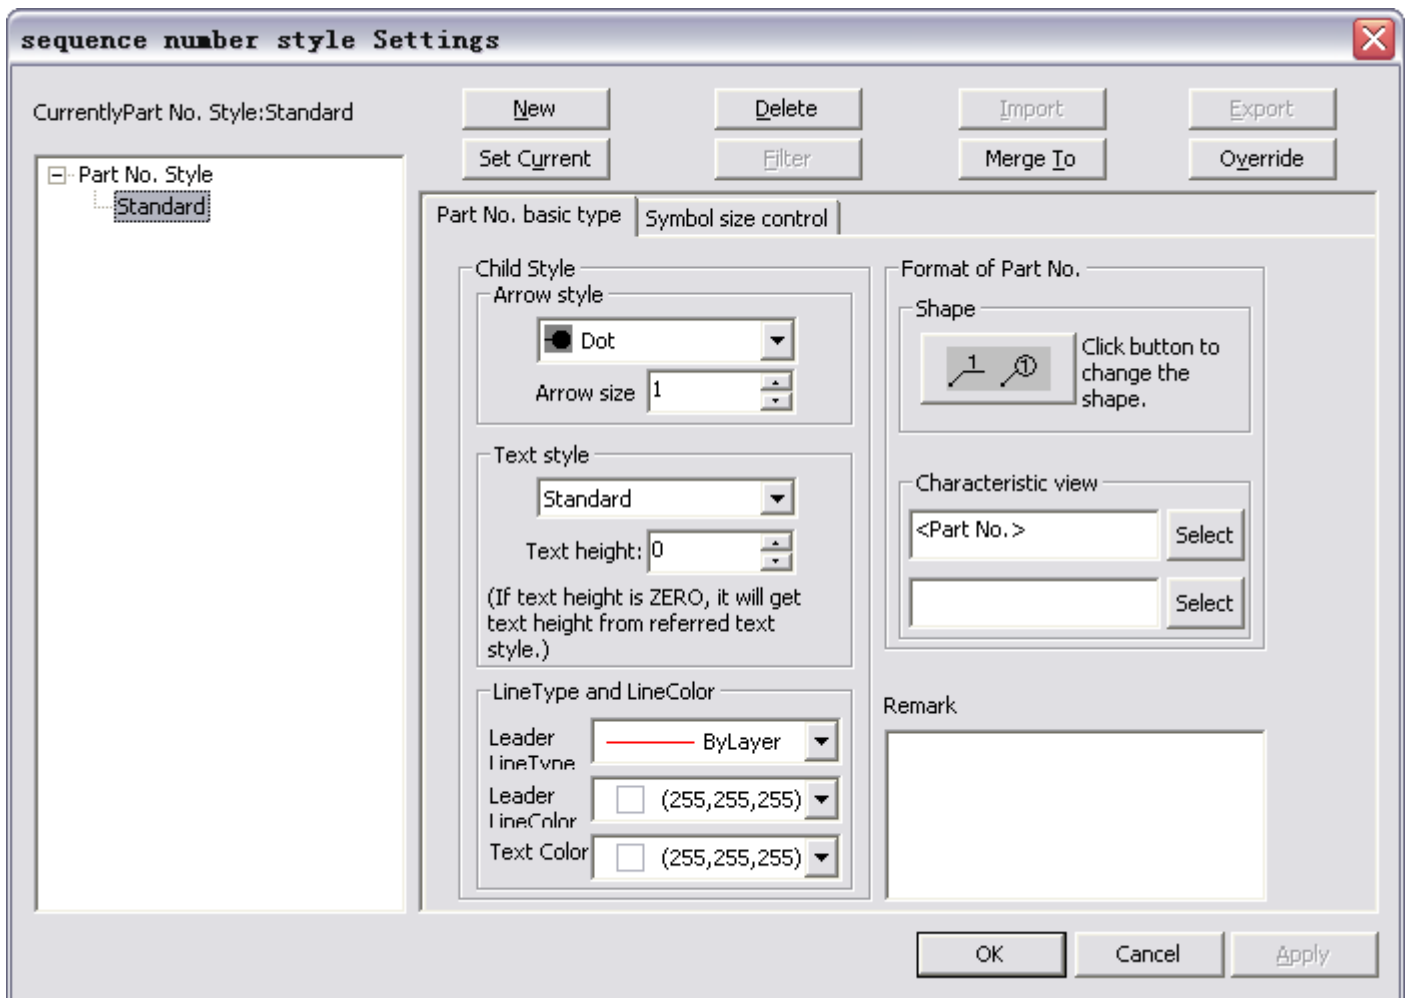 sequence number style Settings
CurrentlyPart No. Style:Standard
New
Delete
Import
Export
Set Current
Filter
Merge To
Override
Part No. Style
Standard
Part No. basic type
Symbol size control
Child Style
Arrow style
Dot
Arrow size
1
Text style
Standard
Text height:
0
(If text height is ZERO, it will get
text height from referred text
style.)
LineType and LineColor
Leader
LineType
ByLayer
Leader
LineColor
(255,255,255)
Text Color
(255,255,255)
Format of Part No.
Shape
1
1
Click button to
change the
shape.
Characteristic view
<Part No.>
Select
Select
Remark
OK
Cancel
Apply